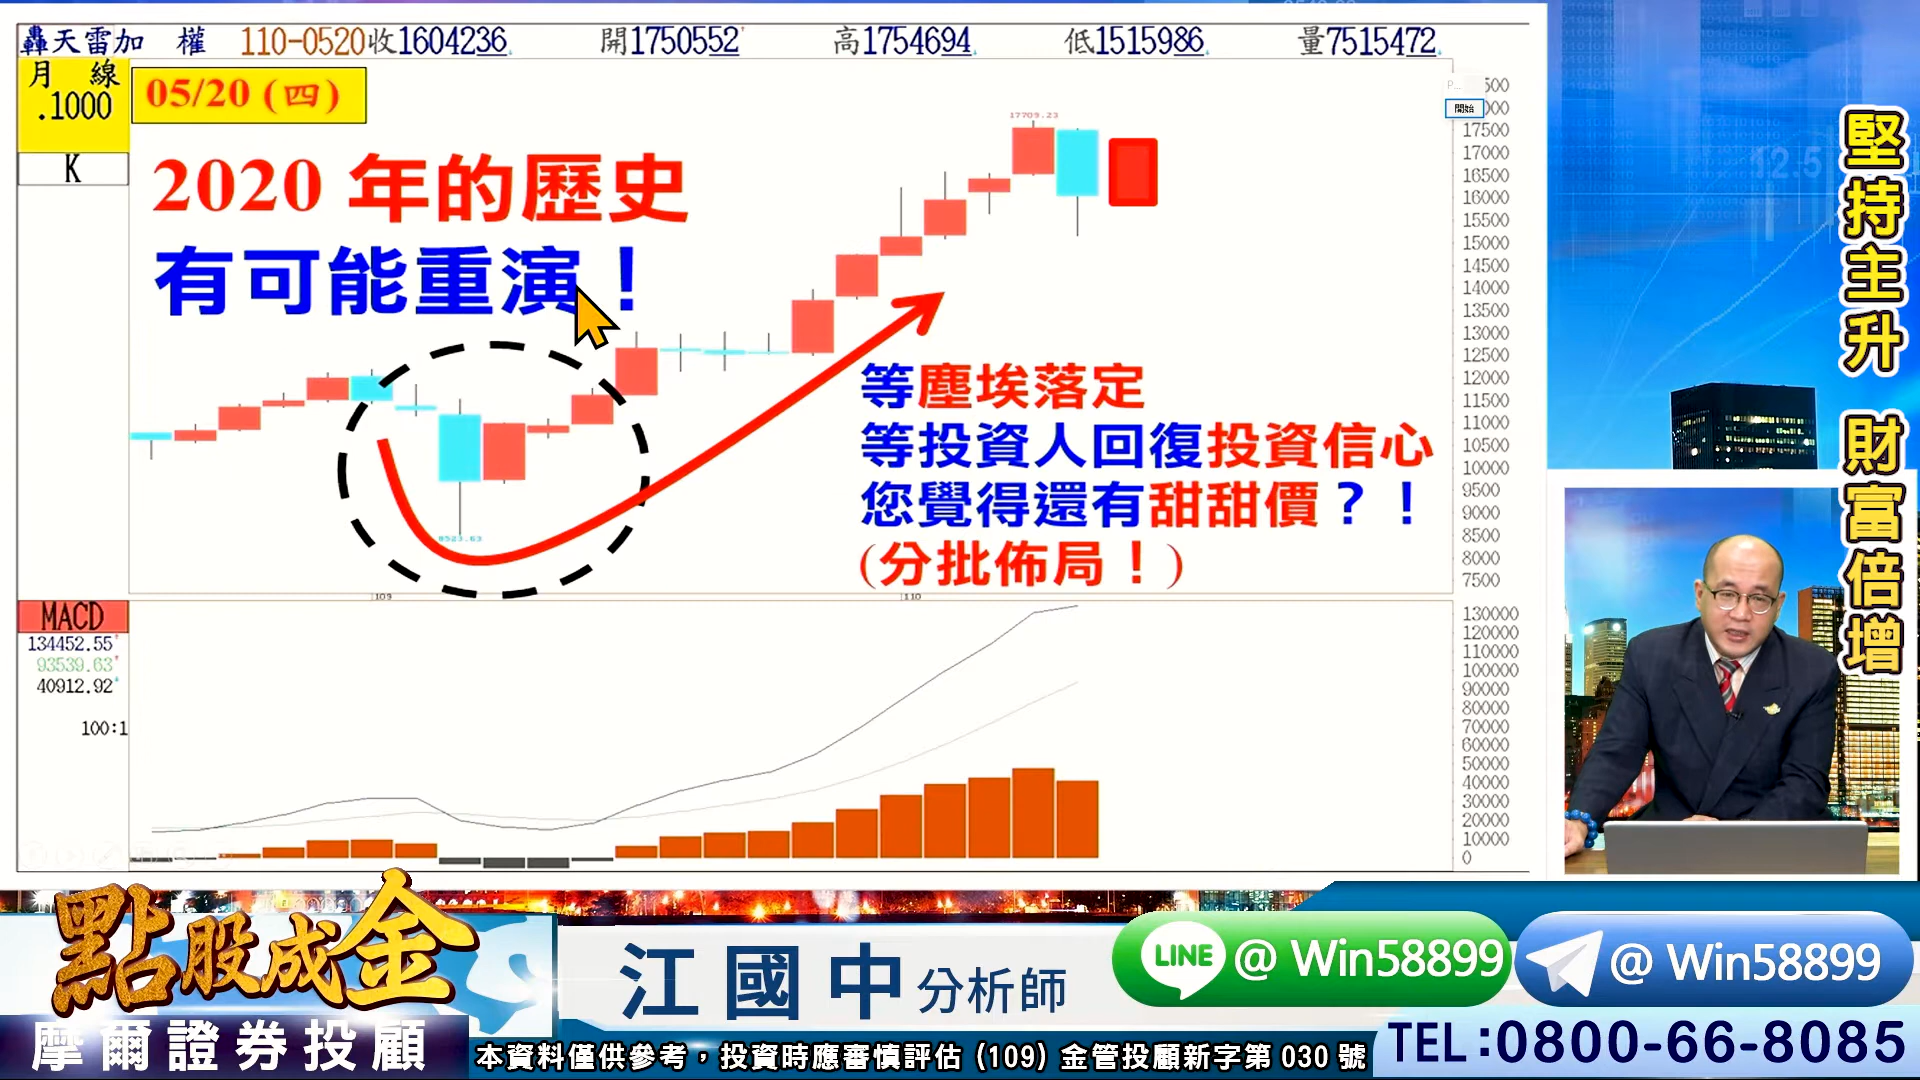 轟天雷加 權 110-0520收1604236 開1750552 高1754694 低1515986 量7515472
月 線
.1000
K
05/20 (四)
2020 年的歷史
有可能重演！
17709.23
8523.63
等塵埃落定
等投資人回復投資信心
您覺得還有甜甜價？！
(分批佈局！)
開始
17500
17000
16500
16000
15500
15000
14500
14000
13500
13000
12500
12000
11500
11000
10500
10000
9500
9000
8500
8000
7500
109
110
MACD
134452.55
93539.63
40912.92
100:1
130000
120000
110000
100000
90000
80000
70000
60000
50000
40000
30000
20000
10000
0
堅持主升 財富倍增
點股成金
摩爾證券投顧
江國中分析師
LINE @ Win58899
@ Win58899
TEL:0800-66-8085
本資料僅供參考，投資時應審慎評估 (109) 金管投顧新字第 030 號